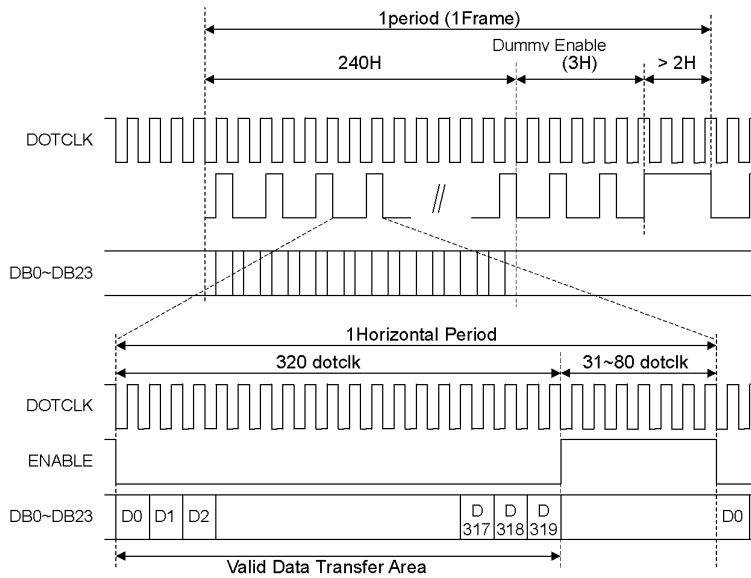 1period (1Frame)
Dummv Enable
240H
(3H)
> 2H
DOTCLK
//
DB0~DB23
1Horizontal Period
320 dotclk
31~80 dotclk
DOTCLK
ENABLE
DB0~DB23
D0
D1
D2
D
317
D
318
D
319
D0
Valid Data Transfer Area